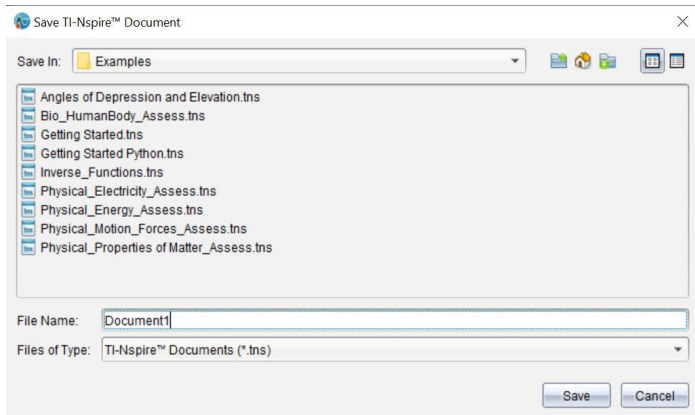 Save TI-Nspire™ Document
Save In: Examples
Angles of Depression and Elevation.tns
Bio_HumanBody_Assess.tns
Getting Started.tns
Getting Started Python.tns
Inverse_Functions.tns
Physical_Electricity_Assess.tns
Physical_Energy_Assess.tns
Physical_Motion_Forces_Assess.tns
Physical_Properties of Matter_Assess.tns
File Name: Document1
Files of Type: TI-Nspire™ Documents (*.tns)
Save Cancel